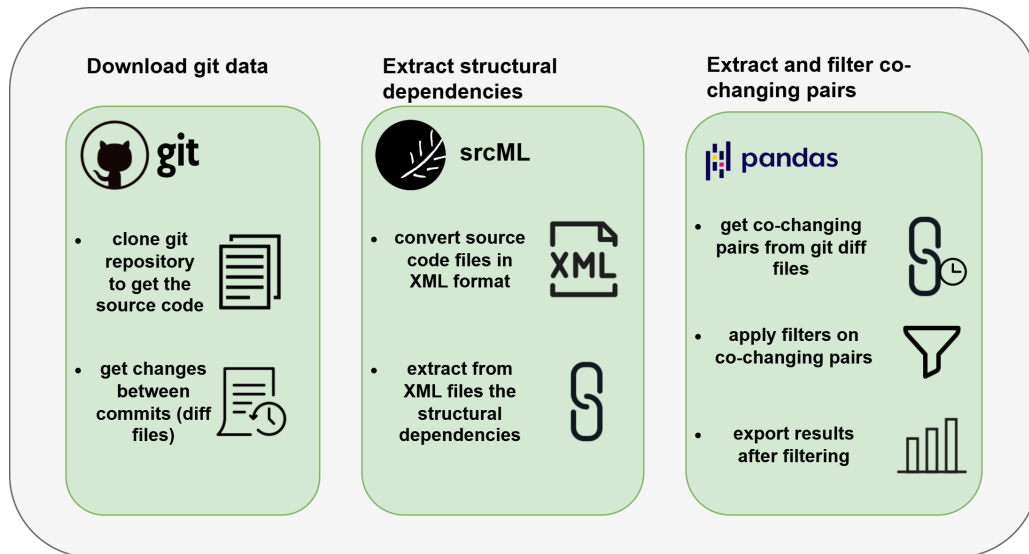 Download git data
git
• clone git
repository
to get the
source code
• get changes
between
commits (diff
files)
Extract structural
dependencies
srcML
• convert source
code files in
XML format
XML
• extract from
XML files the
structural
dependencies
Extract and filter co-
changing pairs
pandas
• get co-changing
pairs from git diff
files
• apply filters on
co-changing pairs
• export results
after filtering